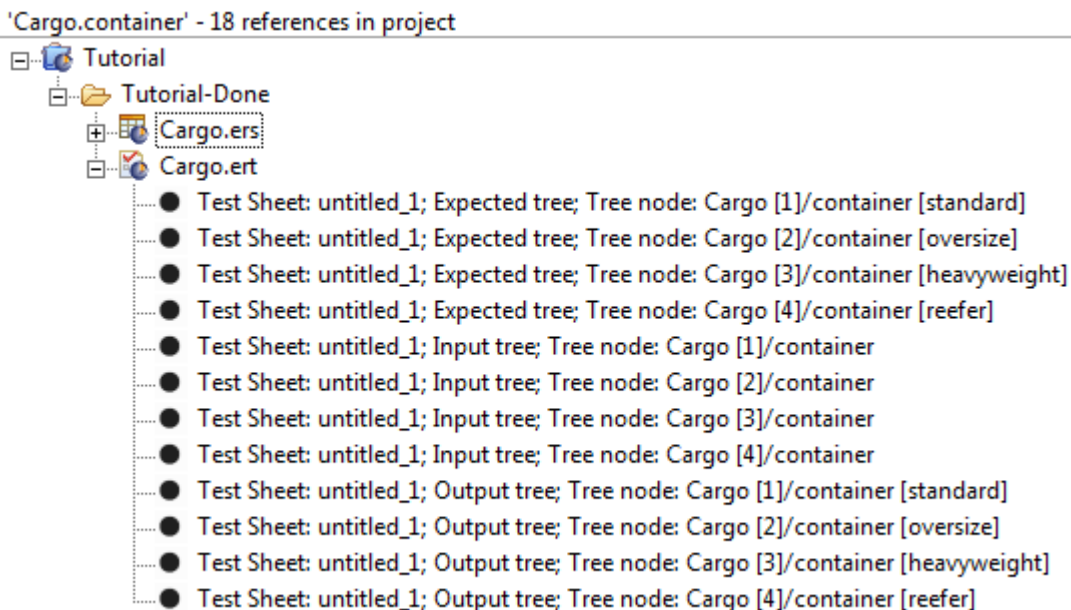 'Cargo.container' - 18 references in project
Tutorial
Tutorial-Done
Cargo.ers
Cargo.ert
Test Sheet: untitled_1; Expected tree; Tree node: Cargo [1]/container [standard]
Test Sheet: untitled_1; Expected tree; Tree node: Cargo [2]/container [oversize]
Test Sheet: untitled_1; Expected tree; Tree node: Cargo [3]/container [heavyweight]
Test Sheet: untitled_1; Expected tree; Tree node: Cargo [4]/container [reefer]
Test Sheet: untitled_1; Input tree; Tree node: Cargo [1]/container
Test Sheet: untitled_1; Input tree; Tree node: Cargo [2]/container
Test Sheet: untitled_1; Input tree; Tree node: Cargo [3]/container
Test Sheet: untitled_1; Input tree; Tree node: Cargo [4]/container
Test Sheet: untitled_1; Output tree; Tree node: Cargo [1]/container [standard]
Test Sheet: untitled_1; Output tree; Tree node: Cargo [2]/container [oversize]
Test Sheet: untitled_1; Output tree; Tree node: Cargo [3]/container [heavyweight]
Test Sheet: untitled_1; Output tree; Tree node: Cargo [4]/container [reefer]